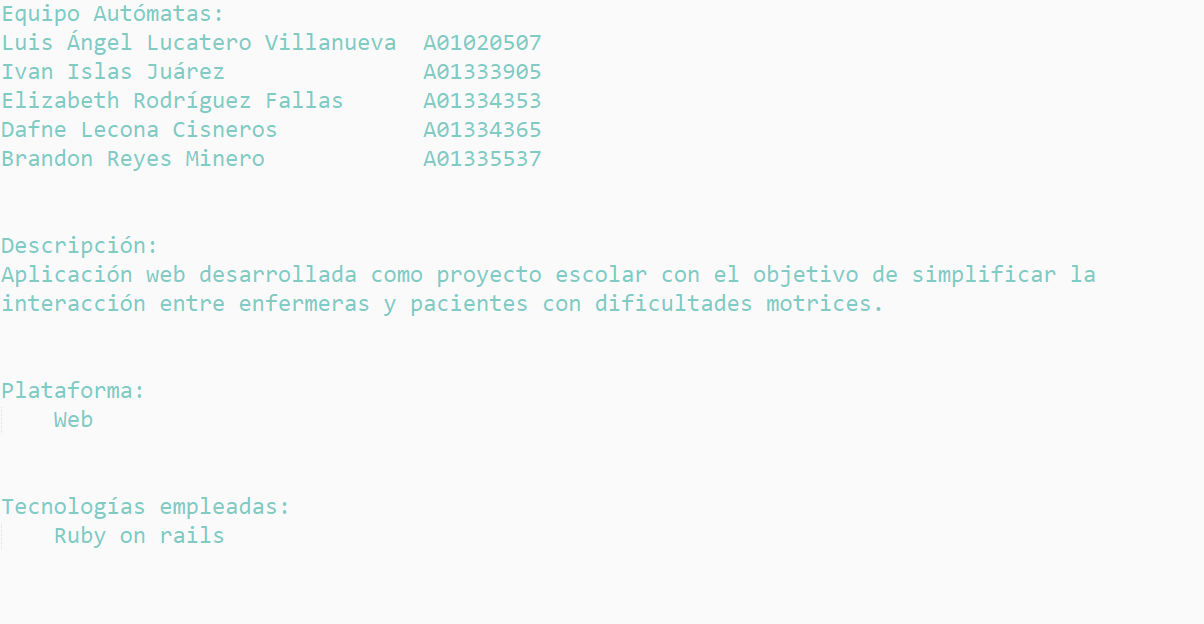 Equipo Autómatas:
Luis Ángel Lucatero Villanueva  A01020507
Ivan Islas Juárez               A01333905
Elizabeth Rodríguez Fallas      A01334353
Dafne Lecona Cisneros           A01334365
Brandon Reyes Minero            A01335537
Descripción:
Aplicación web desarrollada como proyecto escolar con el objetivo de simplificar la
interacción entre enfermeras y pacientes con dificultades motrices.
Plataforma:
Web
Tecnologías empleadas:
Ruby on rails